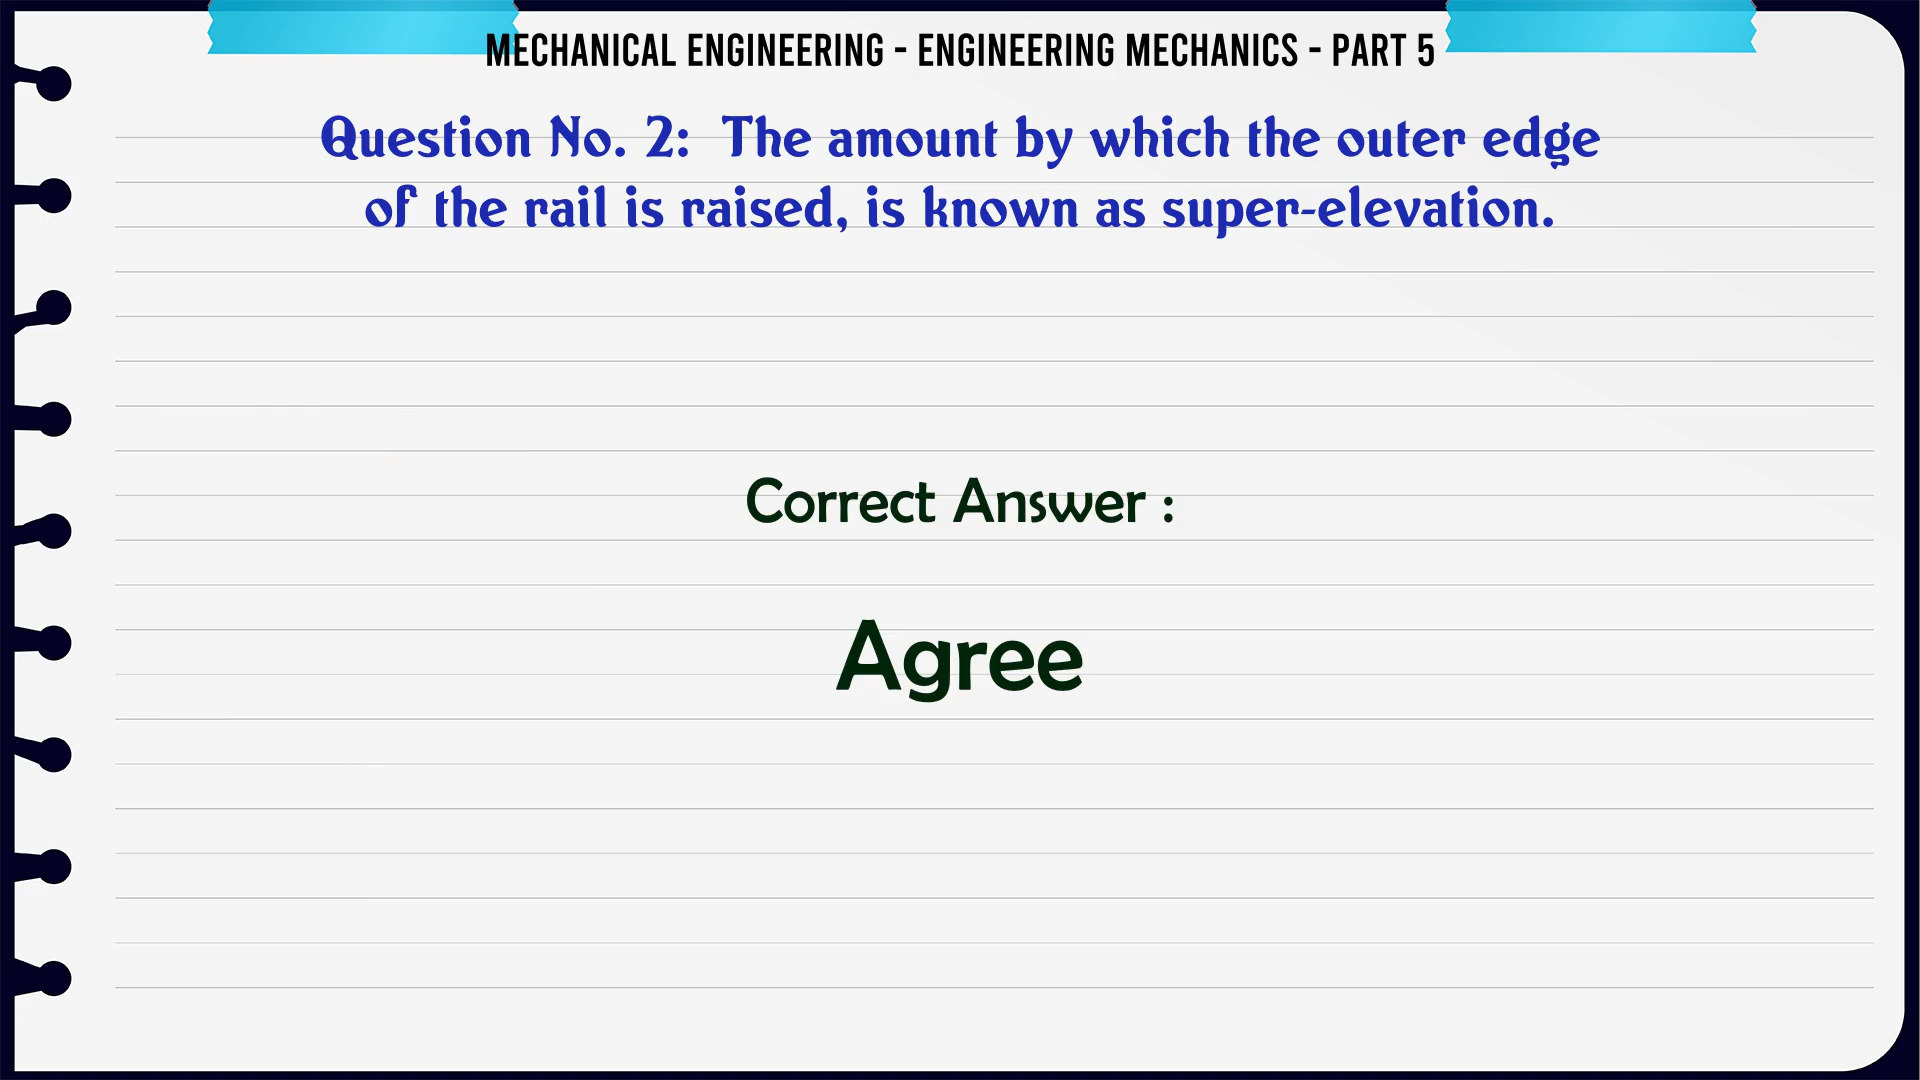 MECHANICAL ENGINEERING - ENGINEERING MECHANICS - PART 5
Question No. 2: The amount by which the outer edge
of the rail is raised, is known as super-elevation.
Correct Answer :
Agree